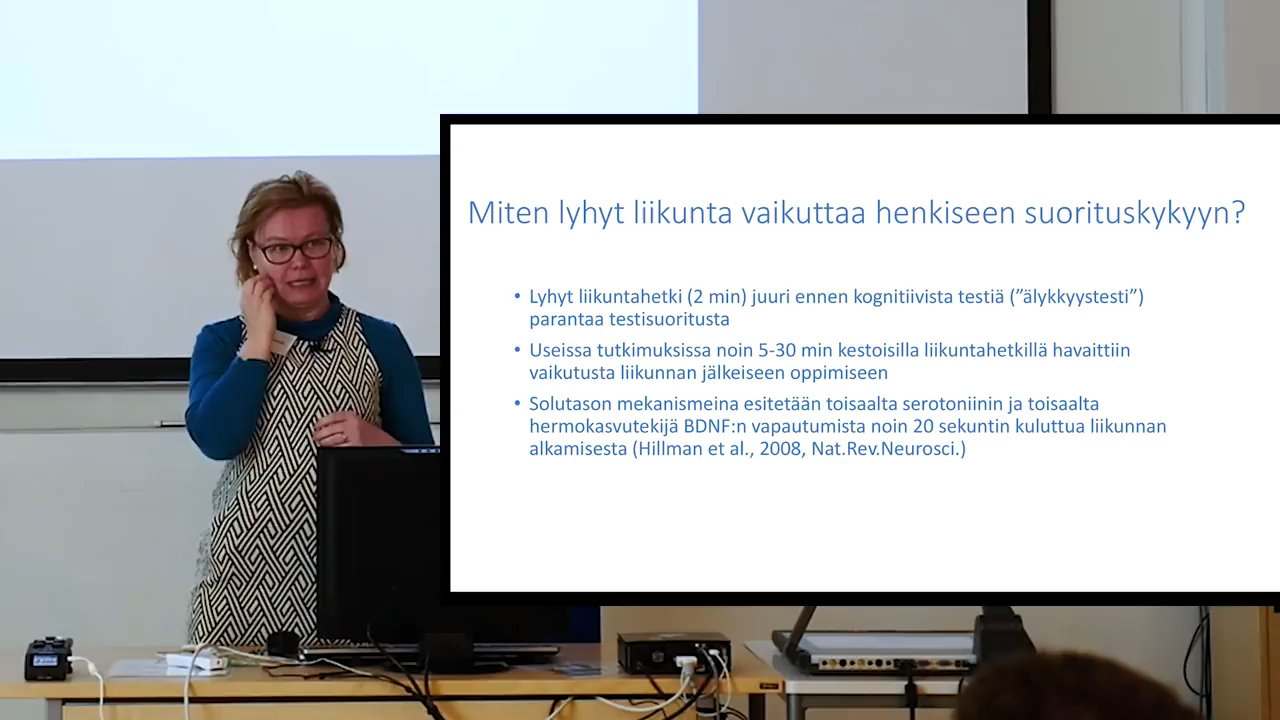 Miten lyhyt liikunta vaikuttaa henkiseen suorituskykyyn?
• Lyhyt liikuntahetki (2 min) juuri ennen kognitiivista testiä (”älykkyystesti”)
parantaa testisuoritusta
• Useissa tutkimuksissa noin 5-30 min kestoisilla liikuntahetkillä havaittiin
vaikutusta liikunnan jälkeiseen oppimiseen
• Solutason mekanismeina esitetään toisaalta serotoniinin ja toisaalta
hermokasvutekijä BDNF:n vapautumista noin 20 sekuntin kuluttua liikunnan
alkamisesta (Hillman et al., 2008, Nat.Rev.Neurosci.)